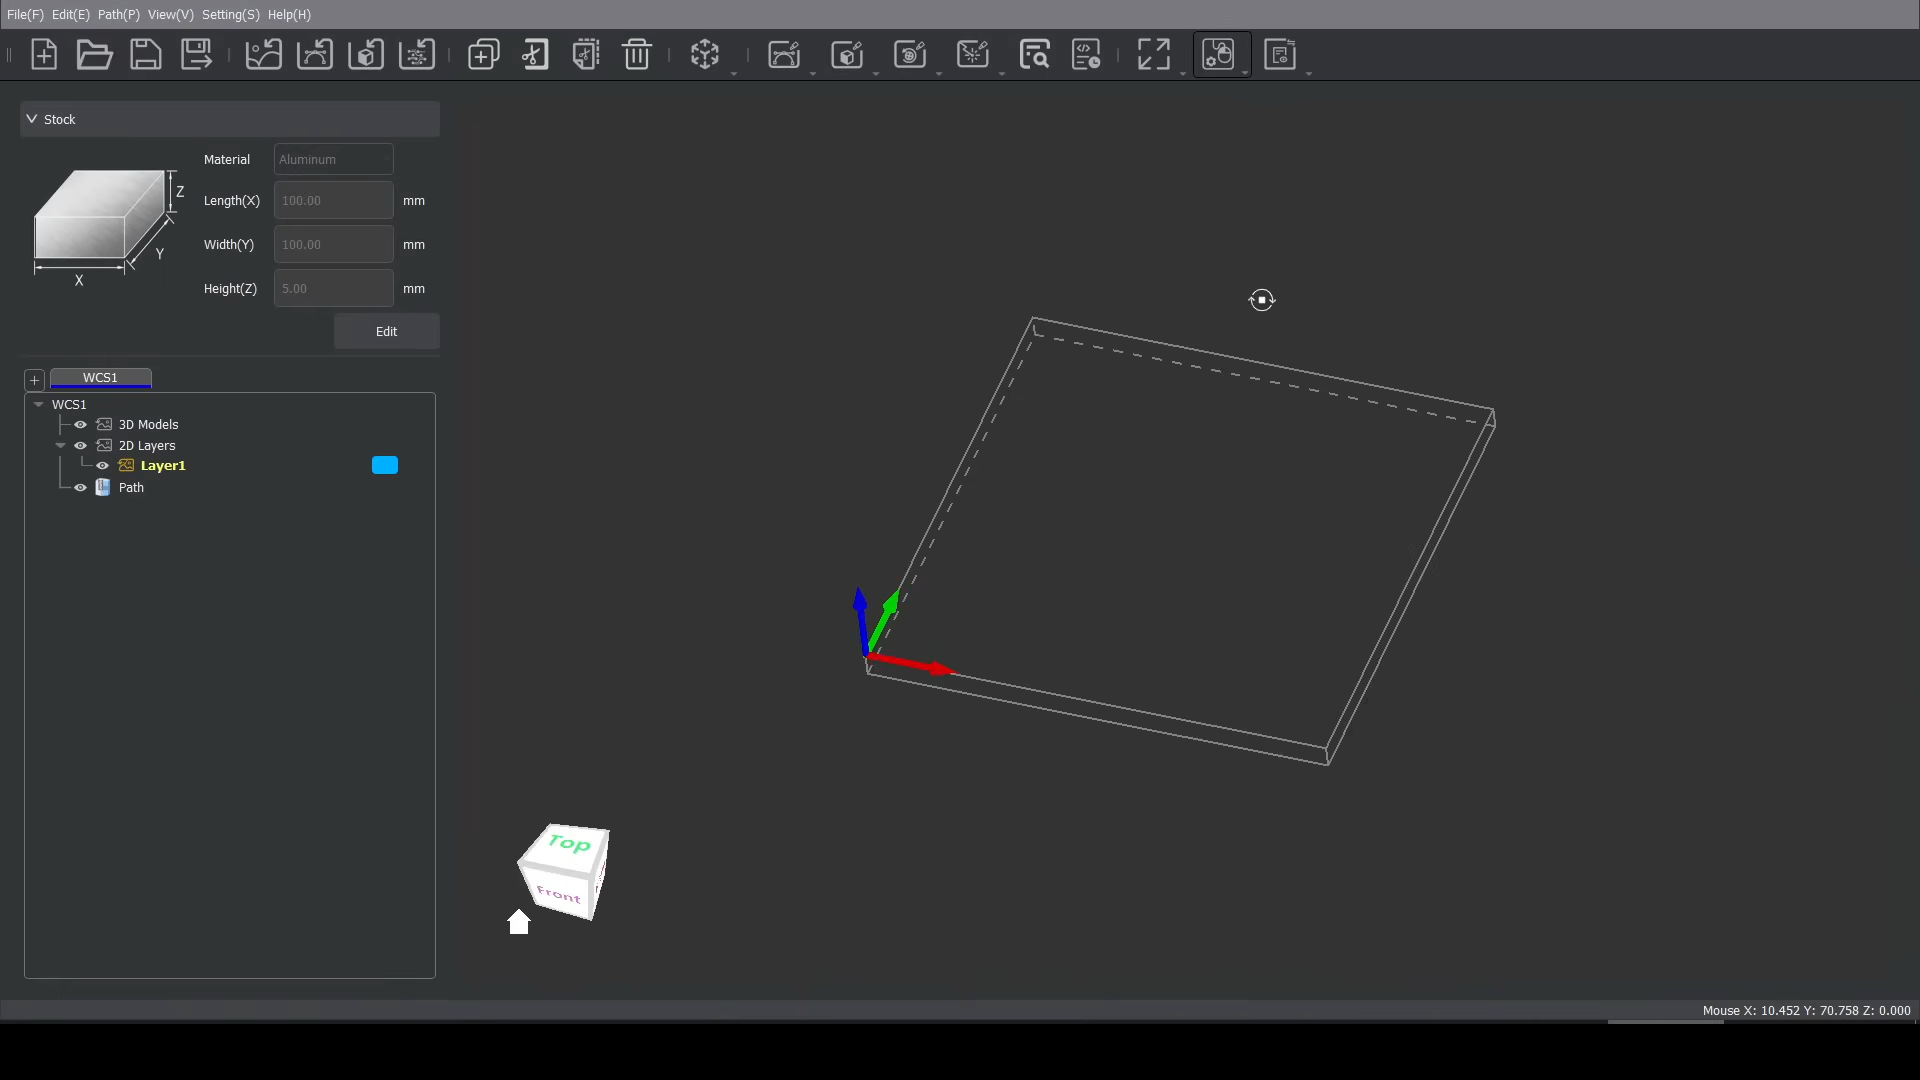 File(F) Edit(E) Path(P) View(V) Setting(S) Help(H)
Stock
Material Aluminum
Length(X) 100.00 mm
Width(Y) 100.00 mm
Height(Z) 5.00 mm
Z
Y
X
Edit
WCS1
WCS1
3D Models
2D Layers
Layer1
Path
Top
Front
Mouse X: 10.452 Y: 70.758 Z: 0.000